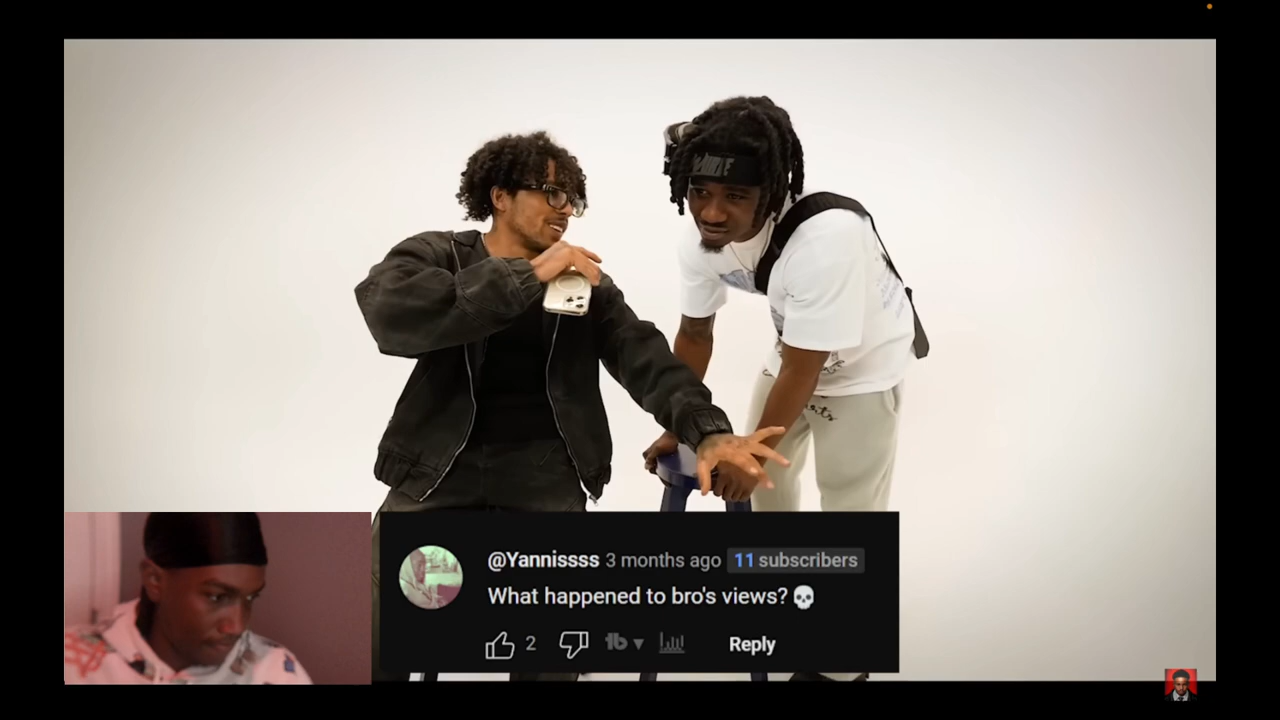 @Yannissss 3 months ago 11 subscribers
What happened to bro's views?💀
2
Reply